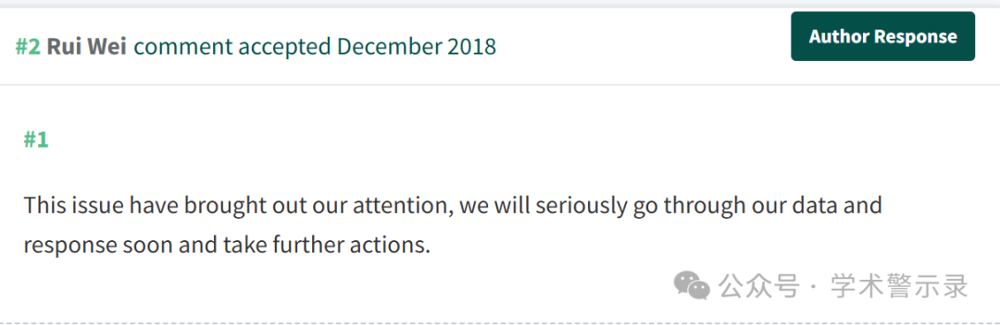 #2 Rui Wei comment accepted December 2018
Author Response
#1
This issue have brought out our attention, we will seriously go through our data and
response soon and take further actions.
公众号 · 学术警示录